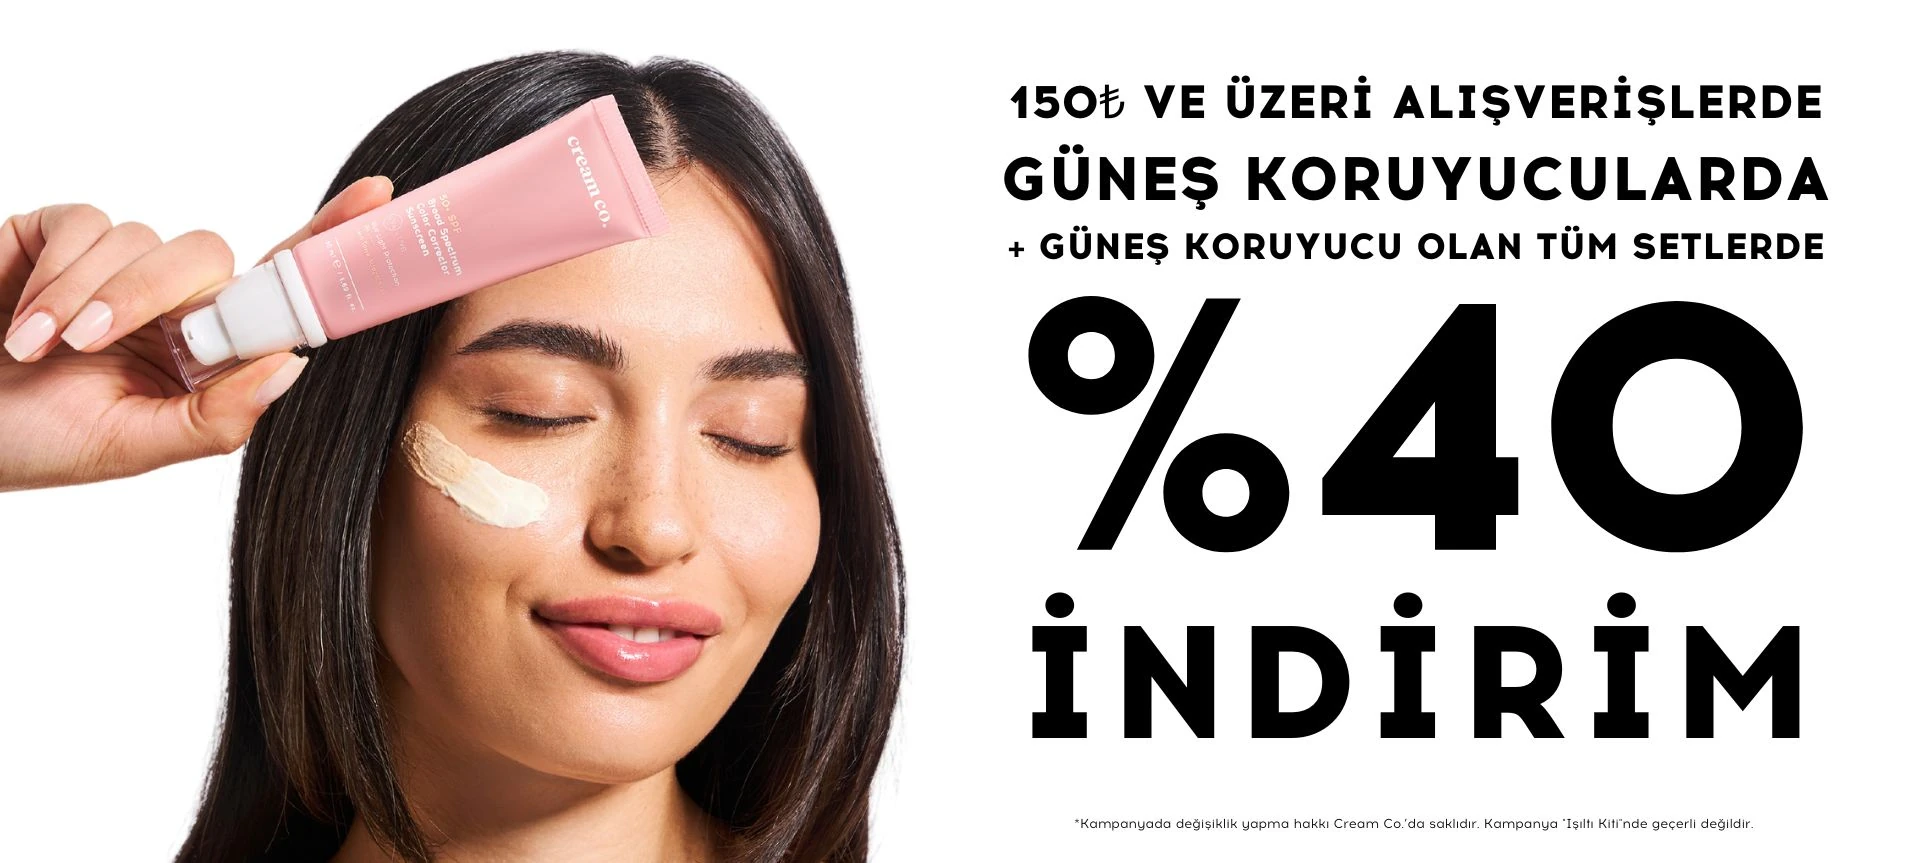 cream co.
50+ SPF
Broad Spectrum
Color Corrector
Sunscreen
150₺ VE ÜZERİ ALIŞVERİŞLERDE
GÜNEŞ KORUYUCULARDA
+ GÜNEŞ KORUYUCU OLAN TÜM SETLERDE
%40
İNDİRİM
*Kampanyada değişiklik yapma hakkı Cream Co.'da saklıdır. Kampanya "Işıltı Kiti"nde geçerli değildir.